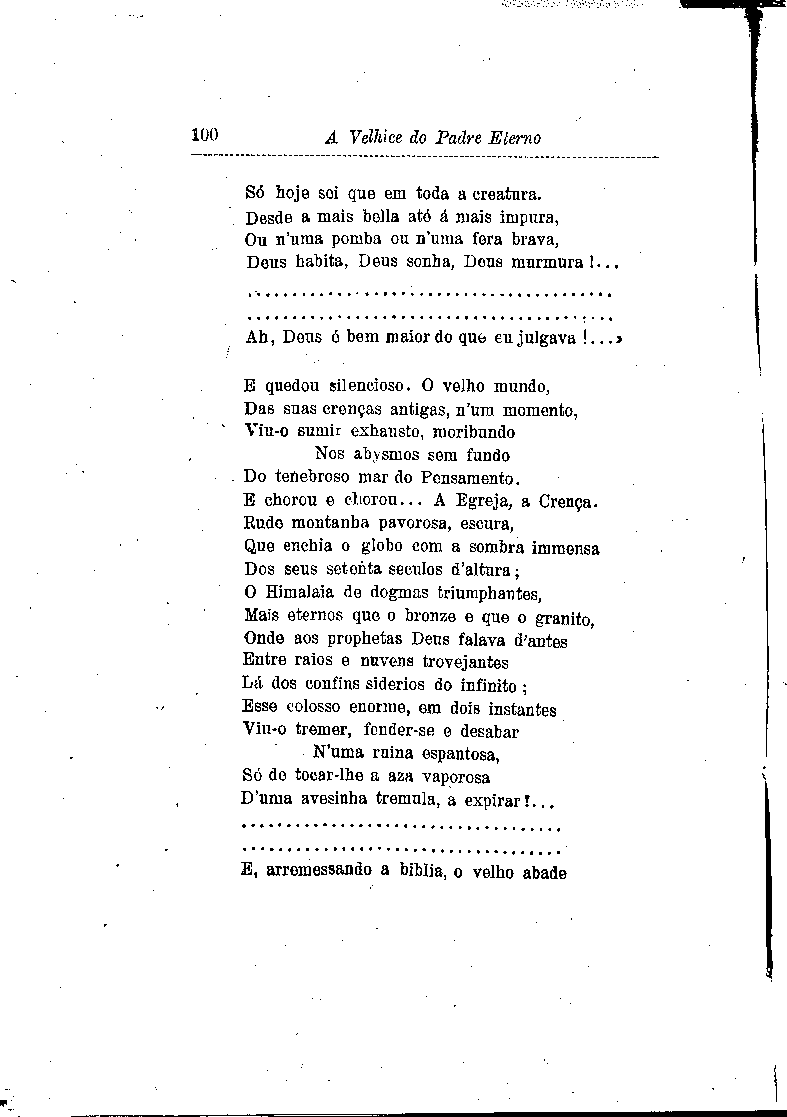 100 A Velhice do Padre Eterno
Só hoje sei que em toda a creatura.
Desde a mais bella até á mais impura,
Ou n'uma pomba ou n'uma fera brava,
Deus habita, Deus sonha, Deus murmura!...
........................................
........................................
Ah, Deus é bem maior do que eu julgava!...»
E quedou silencioso. O velho mundo,
Das suas crenças antigas, n'um momento,
Viu-o sumir exhausto, moribundo
Nos abysmos sem fundo
Do tenebroso mar do Pensamento.
E chorou e chorou... A Egreja, a Crença.
Rude montanha pavorosa, escura,
Que enchia o globo com a sombra immensa
Dos seus setenta seculos d'altura;
O Himalaia de dogmas triumphantes,
Mais eternos que o bronze e que o granito,
Onde aos prophetas Deus falava d'antes
Entre raios e nuvens trovejantes
Lá dos confins siderios do infinito;
Esse colosso enorme, em dois instantes
Viu-o tremer, fender-se e desabar
N'uma ruina espantosa,
Só de tocar-lhe a aza vaporosa
D'uma avesinha tremula, a expirar!...
...................................
...................................
E, arremessando a biblia, o velho abade